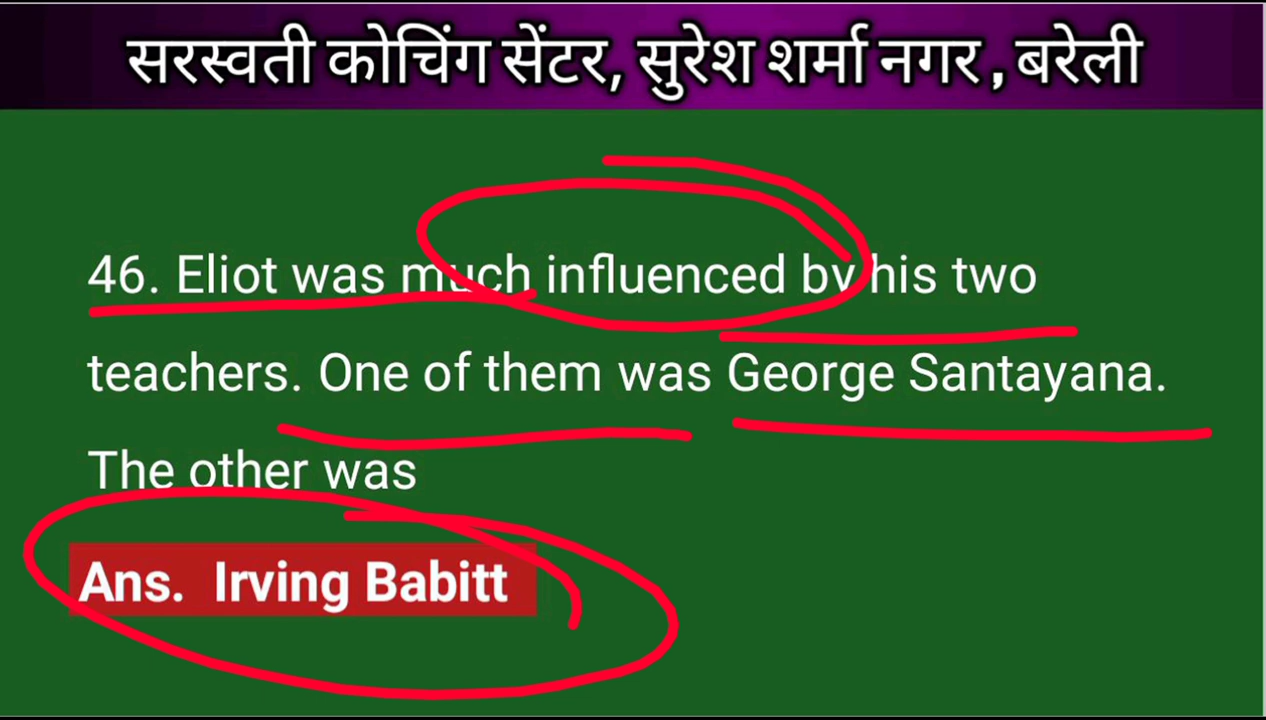 सरस्वती कोचिंग सेंटर, सुरेश शर्मा नगर , बरेली
46. Eliot was much influenced by his two
teachers. One of them was George Santayana.
The other was
Ans. Irving Babitt